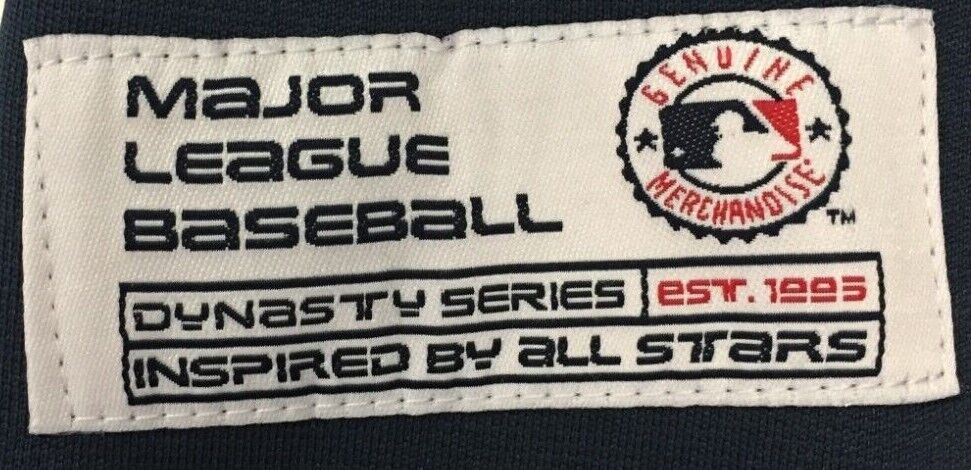 Major
League
Baseball
GENUINE
MERCHANDISE
TM
Dynasty Series
est. 1995
Inspired by all stars